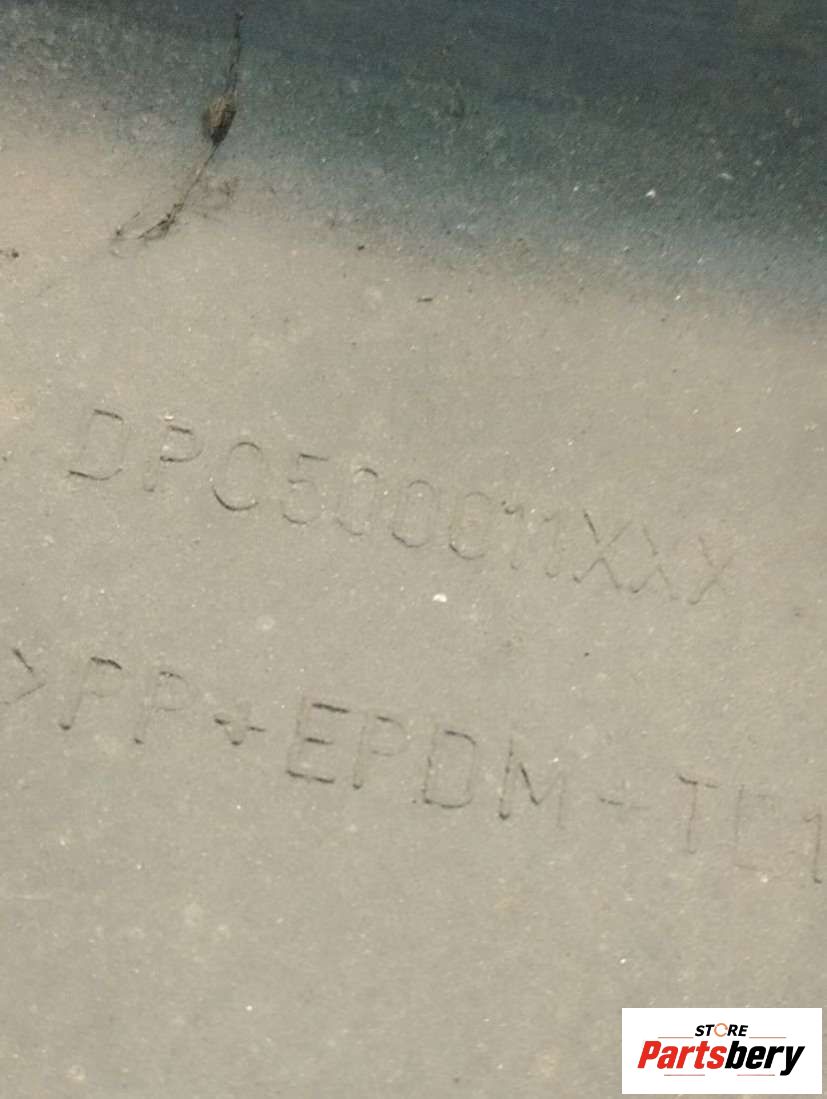 DPC500011XXX
>PP+EPDM-TD1
STORE
Partsbery